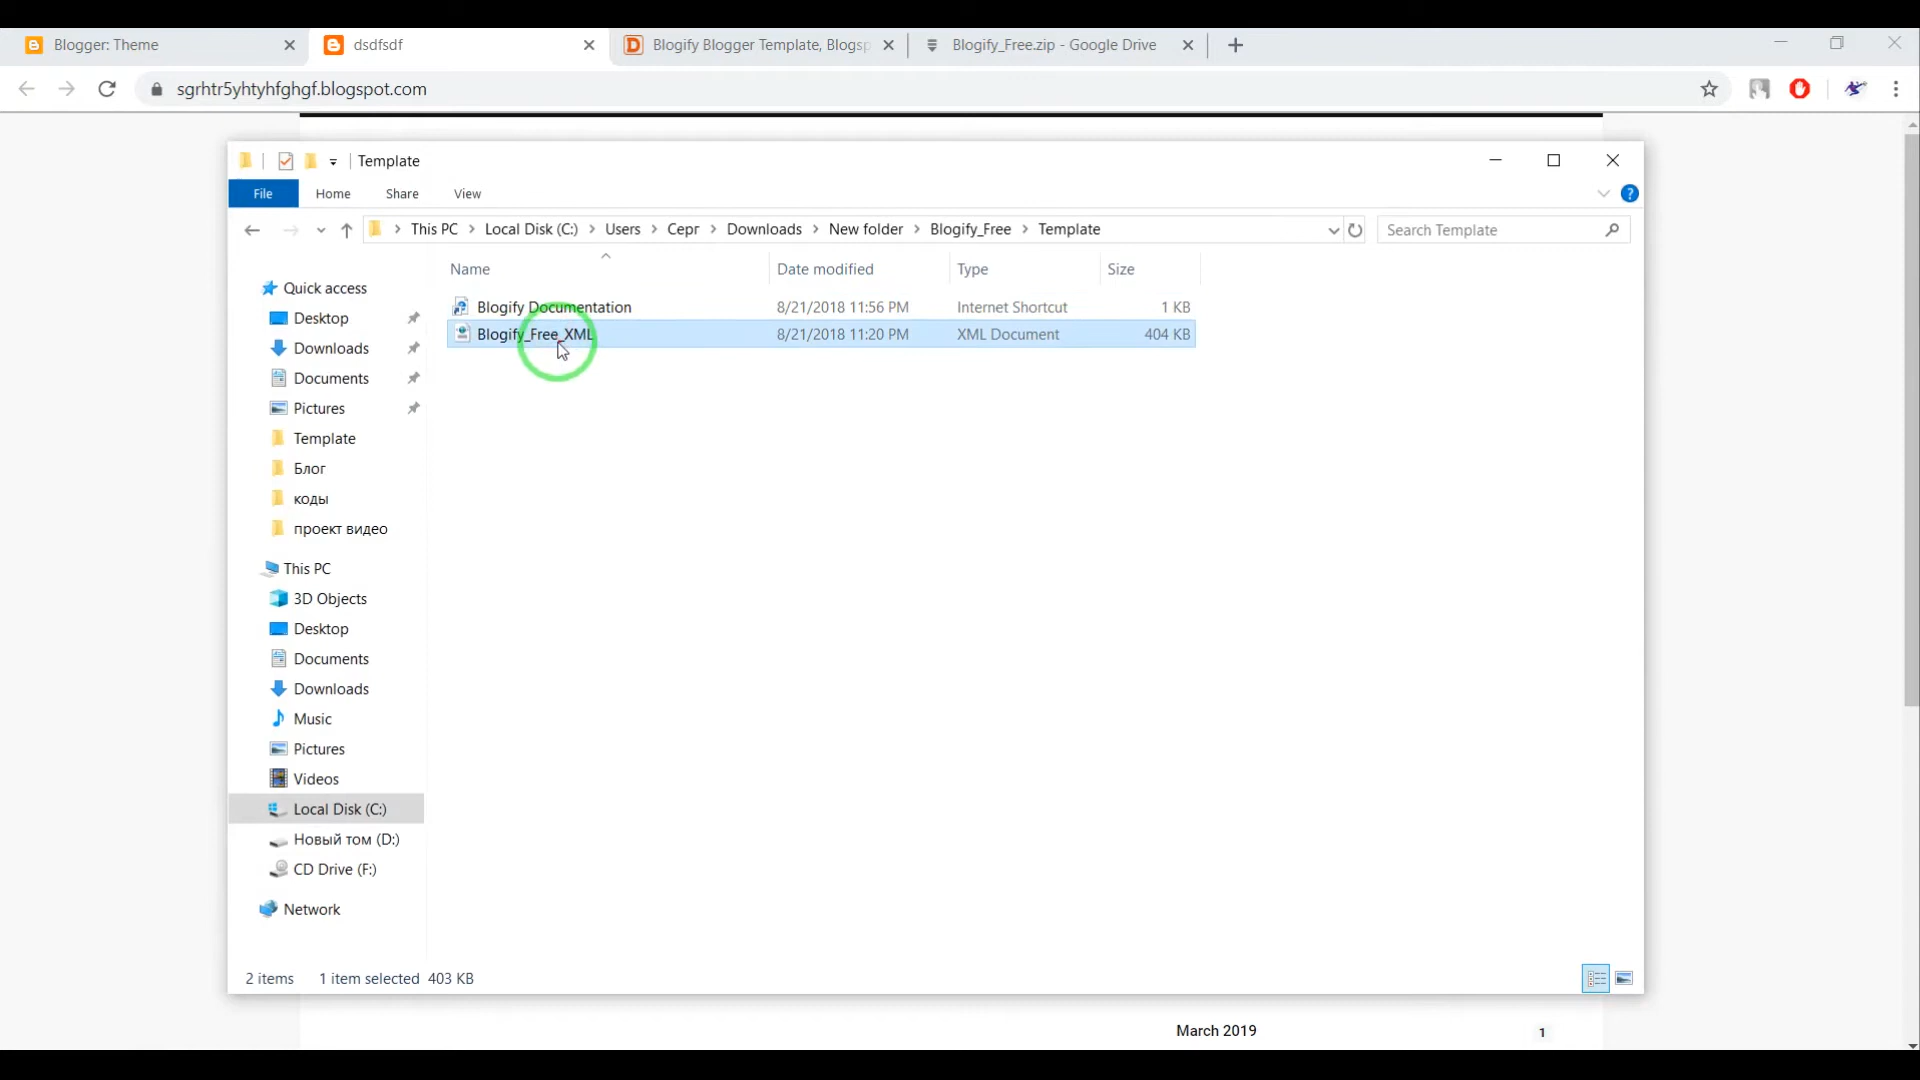 Blogger: Theme
dsdfsdf
Blogify Blogger Template, Blogsp
Blogify_Free.zip - Google Drive
sgrhtr5yhtyhfghgf.blogspot.com
Template
File Home Share View
This PC Local Disk (C:) Users Серг Downloads New folder Blogify_Free Template
Search Template
Name Date modified Type Size
Blogify Documentation 8/21/2018 11:56 PM Internet Shortcut 1 KB
Blogify_Free_XML 8/21/2018 11:20 PM XML Document 404 KB
Quick access
Desktop
Downloads
Documents
Pictures
Template
Блог
коды
проект видео
This PC
3D Objects
Desktop
Documents
Downloads
Music
Pictures
Videos
Local Disk (C:)
Новый том (D:)
CD Drive (F:)
Network
2 items 1 item selected 403 KB
March 2019 1